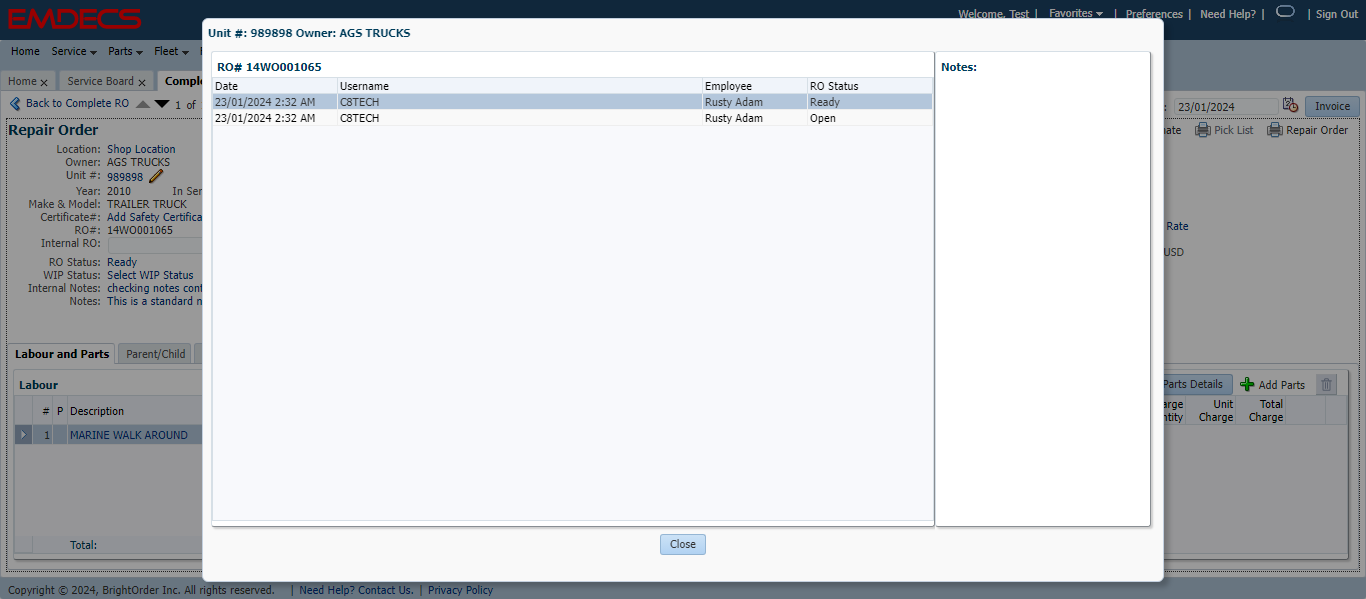 EMDECS
Welcome, Test | Favorites | Preferences | Need Help? | | Sign Out
Home Service Parts Fleet
Home x Service Board x Comple
Back to Complete RO 1 of
: 23/01/2024 Invoice
Pick List Repair Order
Repair Order
Location: Shop Location
Owner: AGS TRUCKS
Unit #: 989898
Year: 2010 In Ser
Make & Model: TRAILER TRUCK
Certificate#: Add Safety Certifica
RO#: 14WO001065
Internal RO:
RO Status: Ready
WIP Status: Select WIP Status
Internal Notes: checking notes cont
Notes: This is a standard n
Rate
USD
Unit #: 989898 Owner: AGS TRUCKS
RO# 14WO001065
Date Username Employee RO Status
23/01/2024 2:32 AM C8TECH Rusty Adam Ready
23/01/2024 2:32 AM C8TECH Rusty Adam Open
Notes:
Close
Labour and Parts Parent/Child
Labour
# P Description
1 MARINE WALK AROUND
Total:
Parts Details Add Parts
arge Unit Total
ntity Charge Charge
Copyright © 2024, BrightOrder Inc. All rights reserved. | Need Help? Contact Us. | Privacy Policy